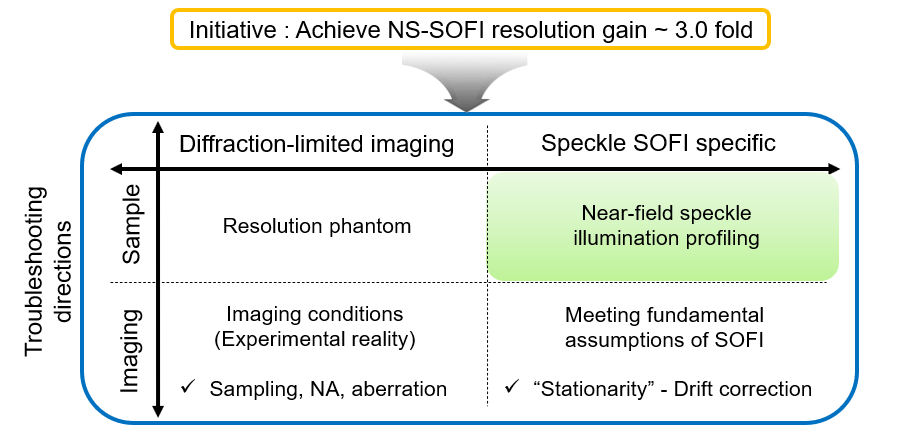 Initiative : Achieve NS-SOFI resolution gain ~ 3.0 fold
Troubleshooting
directions
Diffraction-limited imaging
Speckle SOFI specific
Sample
Resolution phantom
Near-field speckle
illumination profiling
Imaging
Imaging conditions
(Experimental reality)
✓ Sampling, NA, aberration
Meeting fundamental
assumptions of SOFI
✓ “Stationarity” - Drift correction